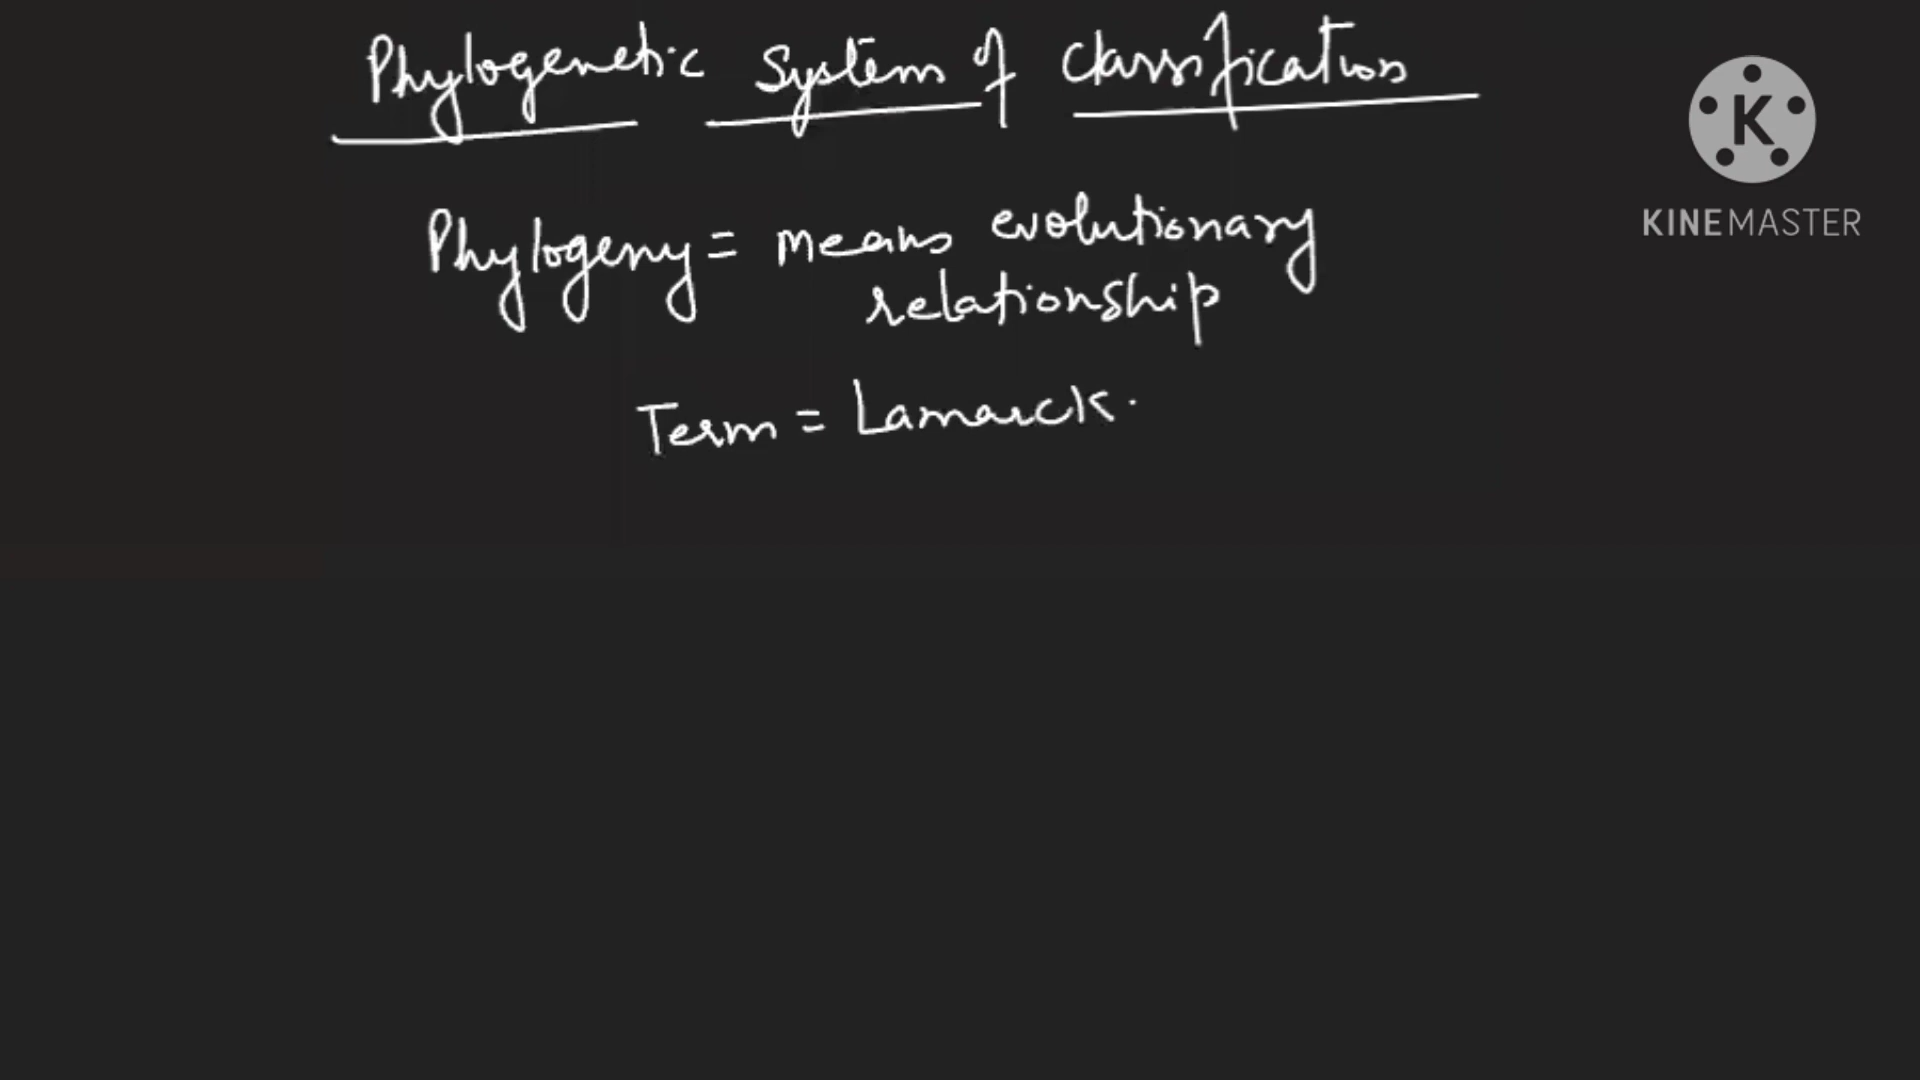 Phylogenetic System of Classification
Phylogeny = means evolutionary
relationship
Term = Lamarck.
K
KINEMASTER